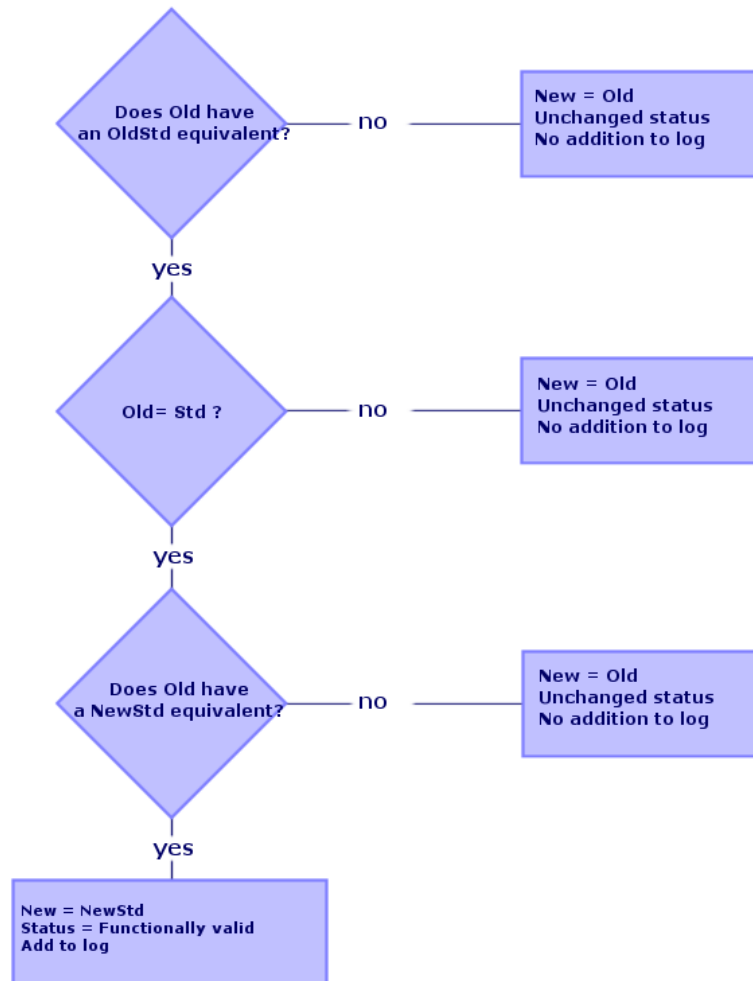 Does Old have
an OldStd equivalent?
no
New = Old
Unchanged status
No addition to log
yes
Old= Std ?
no
New = Old
Unchanged status
No addition to log
yes
Does Old have
a NewStd equivalent?
no
New = Old
Unchanged status
No addition to log
yes
New = NewStd
Status = Functionally valid
Add to log